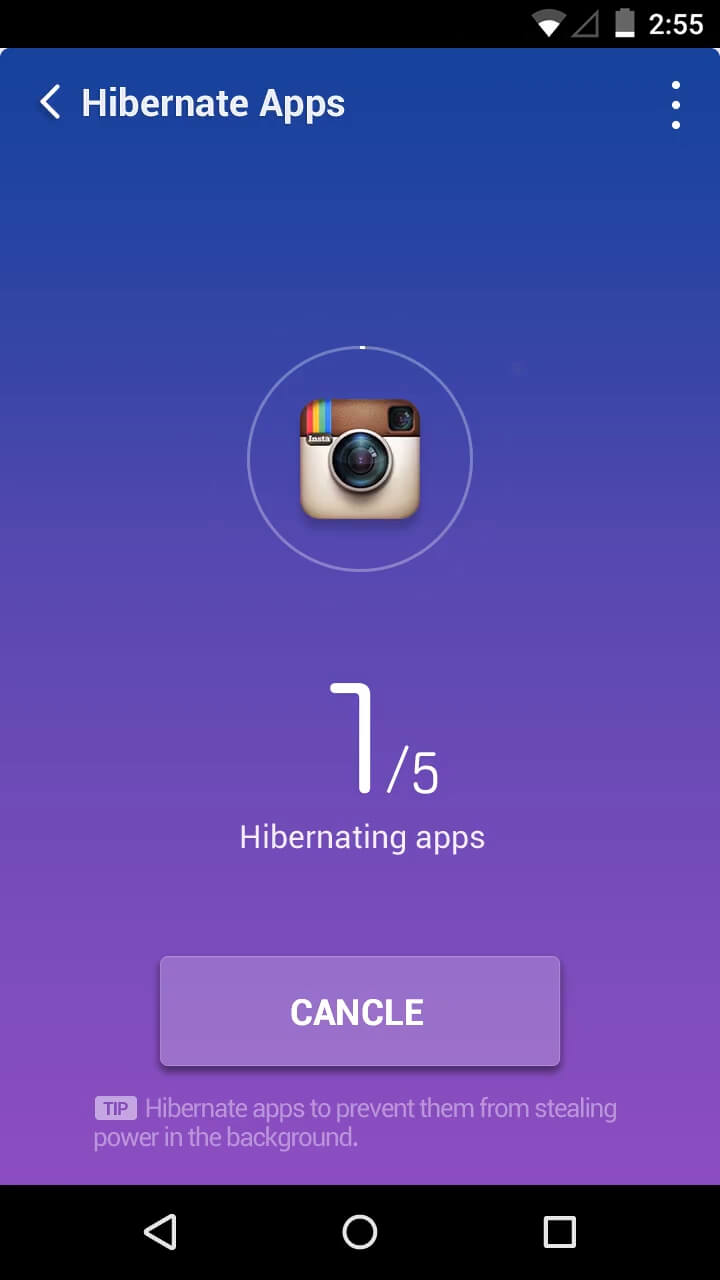 2:55
Hibernate Apps
Insta
1/5
Hibernating apps
CANCLE
TIP Hibernate apps to prevent them from stealing
power in the background.